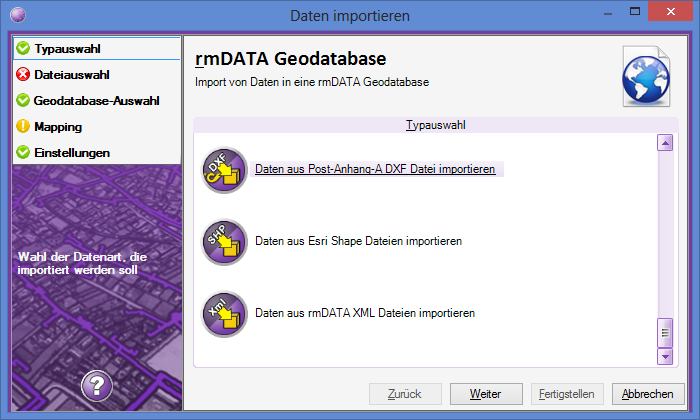 Daten importieren
Typauswahl
Dateiauswahl
Geodatabase-Auswahl
Mapping
Einstellungen
Wahl der Datenart, die
importiert werden soll
?
rmDATA Geodatabase
Import von Daten in eine rmDATA Geodatabase
Typauswahl
DXF
Daten aus Post-Anhang-A DXF Datei importieren
SHP
Daten aus Esri Shape Dateien importieren
Xml
Daten aus rmDATA XML Dateien importieren
Zurück
Weiter
Fertigstellen
Abbrechen